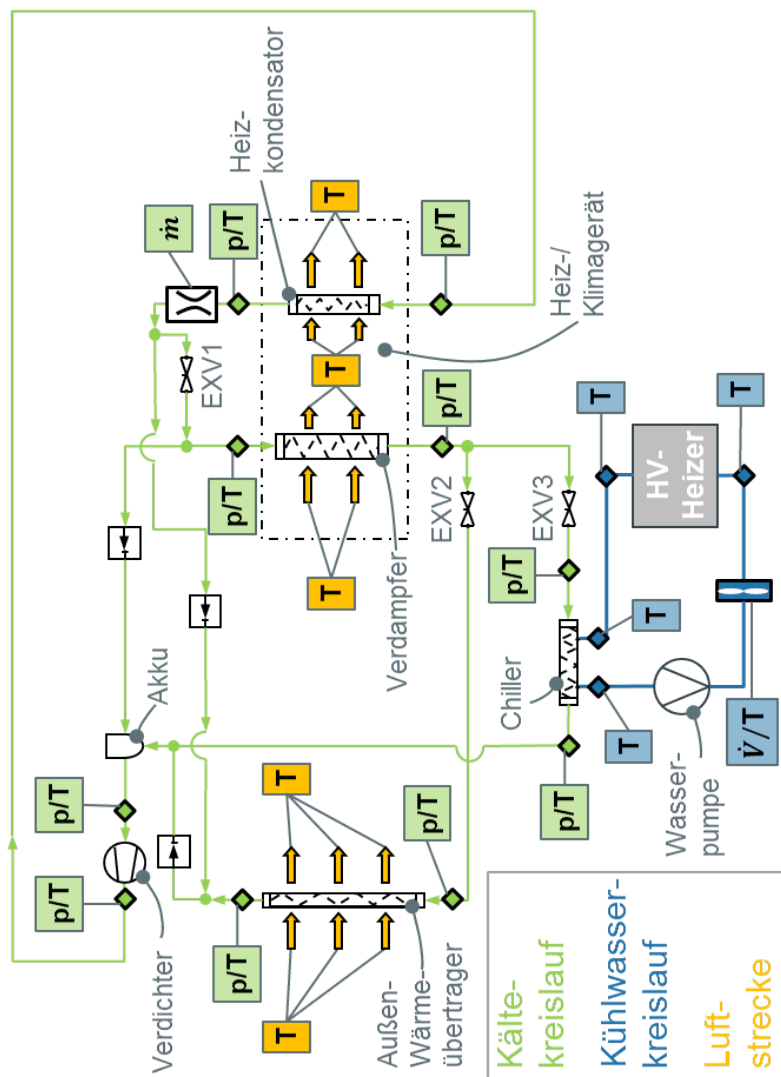 p/T
p/T
Verdichter
Akku
ṁ
EXV1
p/T
p/T
p/T
T
T
Heiz-
kondensator
T
T
T
Außen-
Wärme-
übertrager
p/T
Verdampfer
EXV2
p/T
p/T
Kälte-
kreislauf
Chiller
p/T
EXV3
p/T
Heiz-/
Klimagerät
Kühlwasser-
kreislauf
T
T
T
HV-
Heizer
Wasser-
pumpe
Luft-
strecke
V̇/T
T